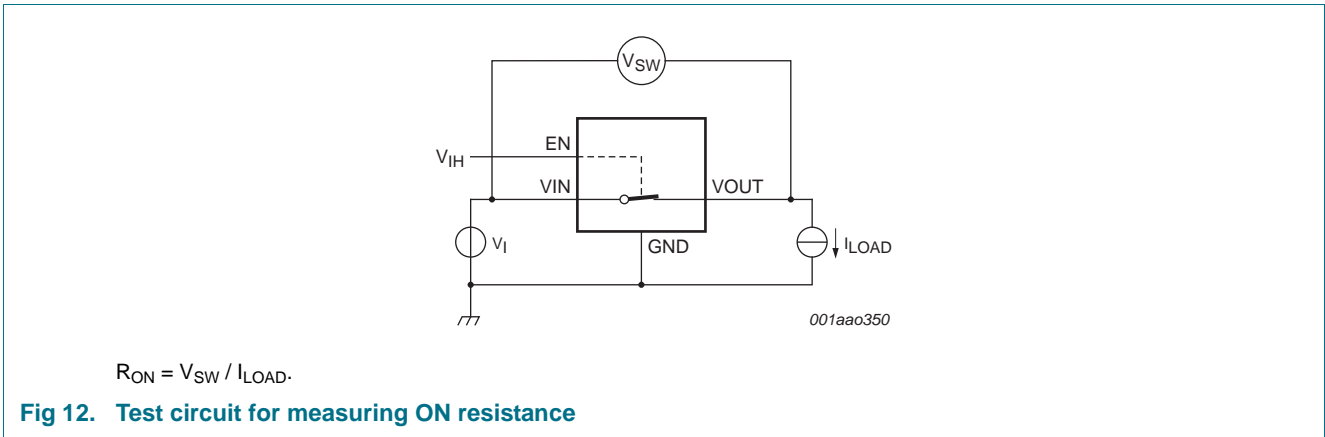 VSW
EN
VIH
VIN
VOUT
VI
GND
ILOAD
001aao350
RON = VSW / ILOAD.
Fig 12. Test circuit for measuring ON resistance